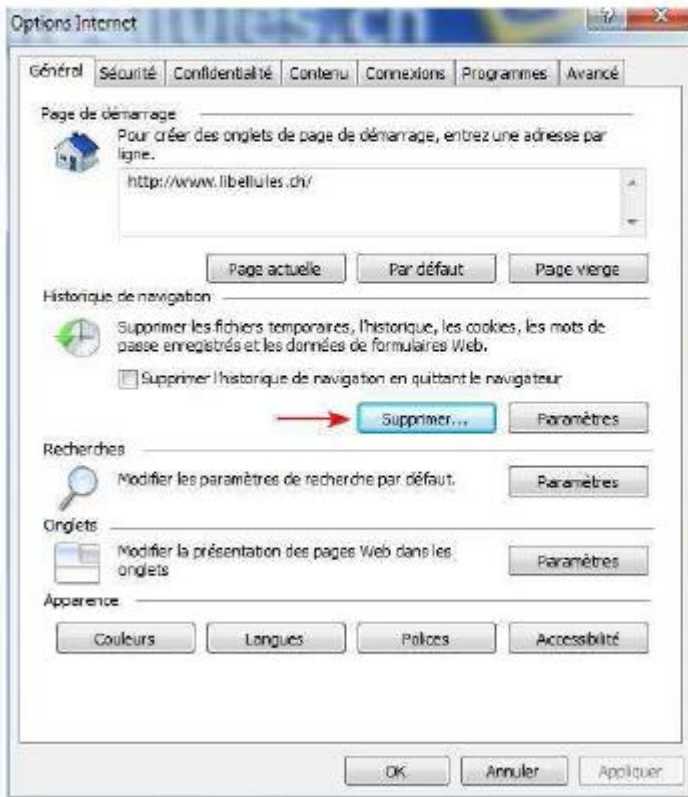 Options Internet
Général Sécurité Confidentialité Contenu Connexions Programmes Avancé
Page de démarrage
Pour créer des onglets de page de démarrage, entrez une adresse par
ligne.
http://www.libellules.ch/
Page actuelle Par défaut Page vierge
Historique de navigation
Supprimer les fichiers temporaires, l'historique, les cookies, les mots de
passe enregistrés et les données de formulaires Web.
Supprimer l'historique de navigation en quittant le navigateur
Supprimer... Paramètres
Recherches
Modifier les paramètres de recherche par défaut. Paramètres
Onglets
Modifier la présentation des pages Web dans les
onglets
Paramètres
Apparence
Couleurs Langues Polices Accessibilité
OK Annuler Appliquer